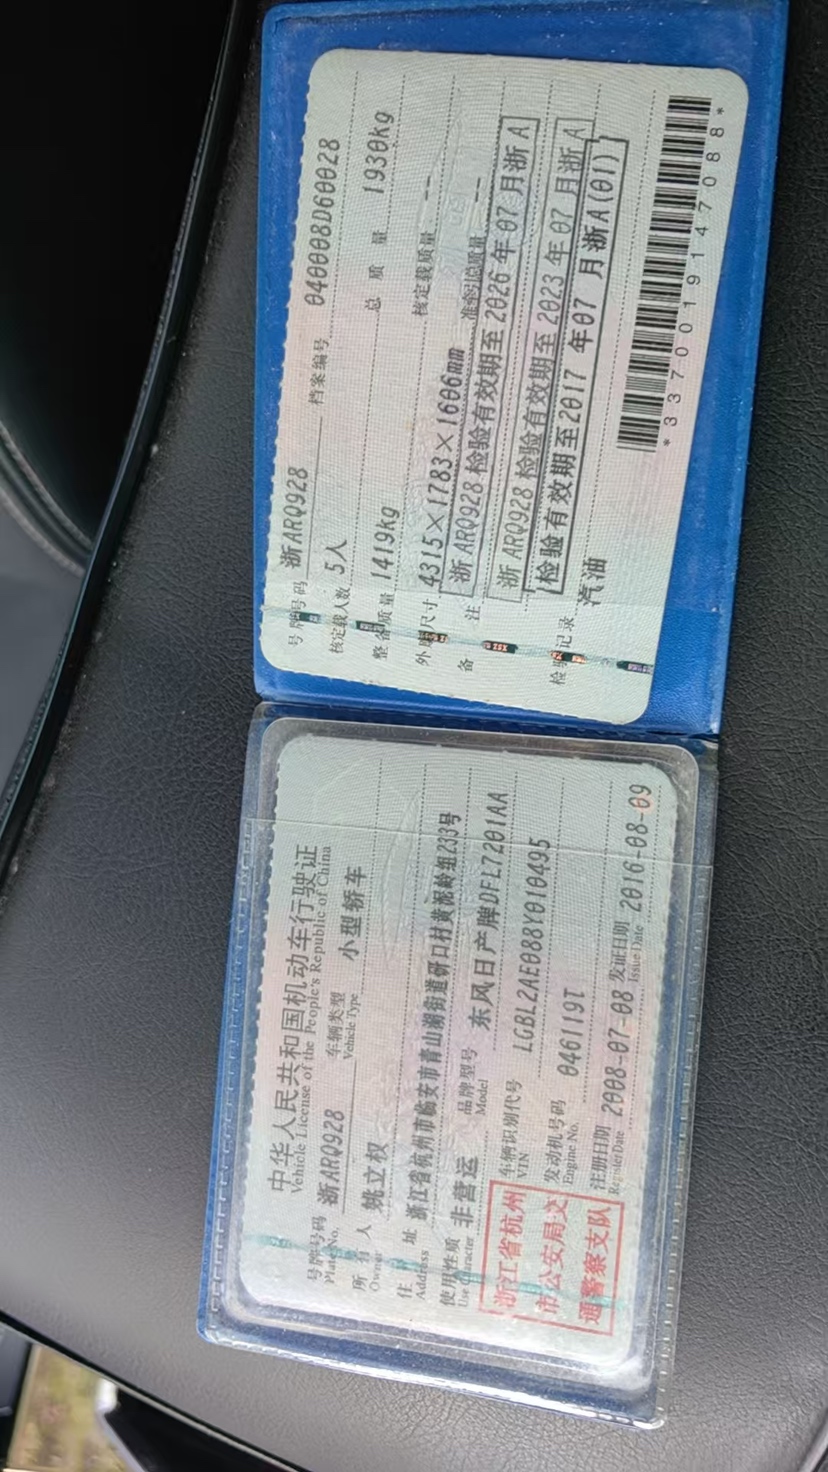 中华人民共和国机动车行驶证
Vehicle License of the People's Republic of China
号牌号码 浙ARQ928 车辆类型 小型轿车
Plate No. Vehicle Type
所有人 姚立权
Owner
住址 浙江省杭州市临安市青山湖街道研口村黄泥岭组233号
Address
使用性质 非营运 品牌型号 东风日产牌DFL7201AA
Use Character Model
浙江省杭州市公安局交通警察支队
车辆识别代号 LGBL2AE088Y010495
VIN
发动机号码 046119T
Engine No.
注册日期 2008-07-08 发证日期 2016-08-09
Register Date Issue Date
号牌号码 浙ARQ928 档案编号 040008D60028
核定载人数 5人 总质量 1930kg
整备质量 1419kg 核定载质量 --
外廓尺寸 4315×1783×1606mm 准牵引总质量 --
备注 浙ARQ928 检验有效期至 2026 年 07 月浙A
浙ARQ928 检验有效期至 2023 年 07 月浙A
检验有效期至2017 年07 月浙A(01)
检验记录 汽油
*3370019147088*